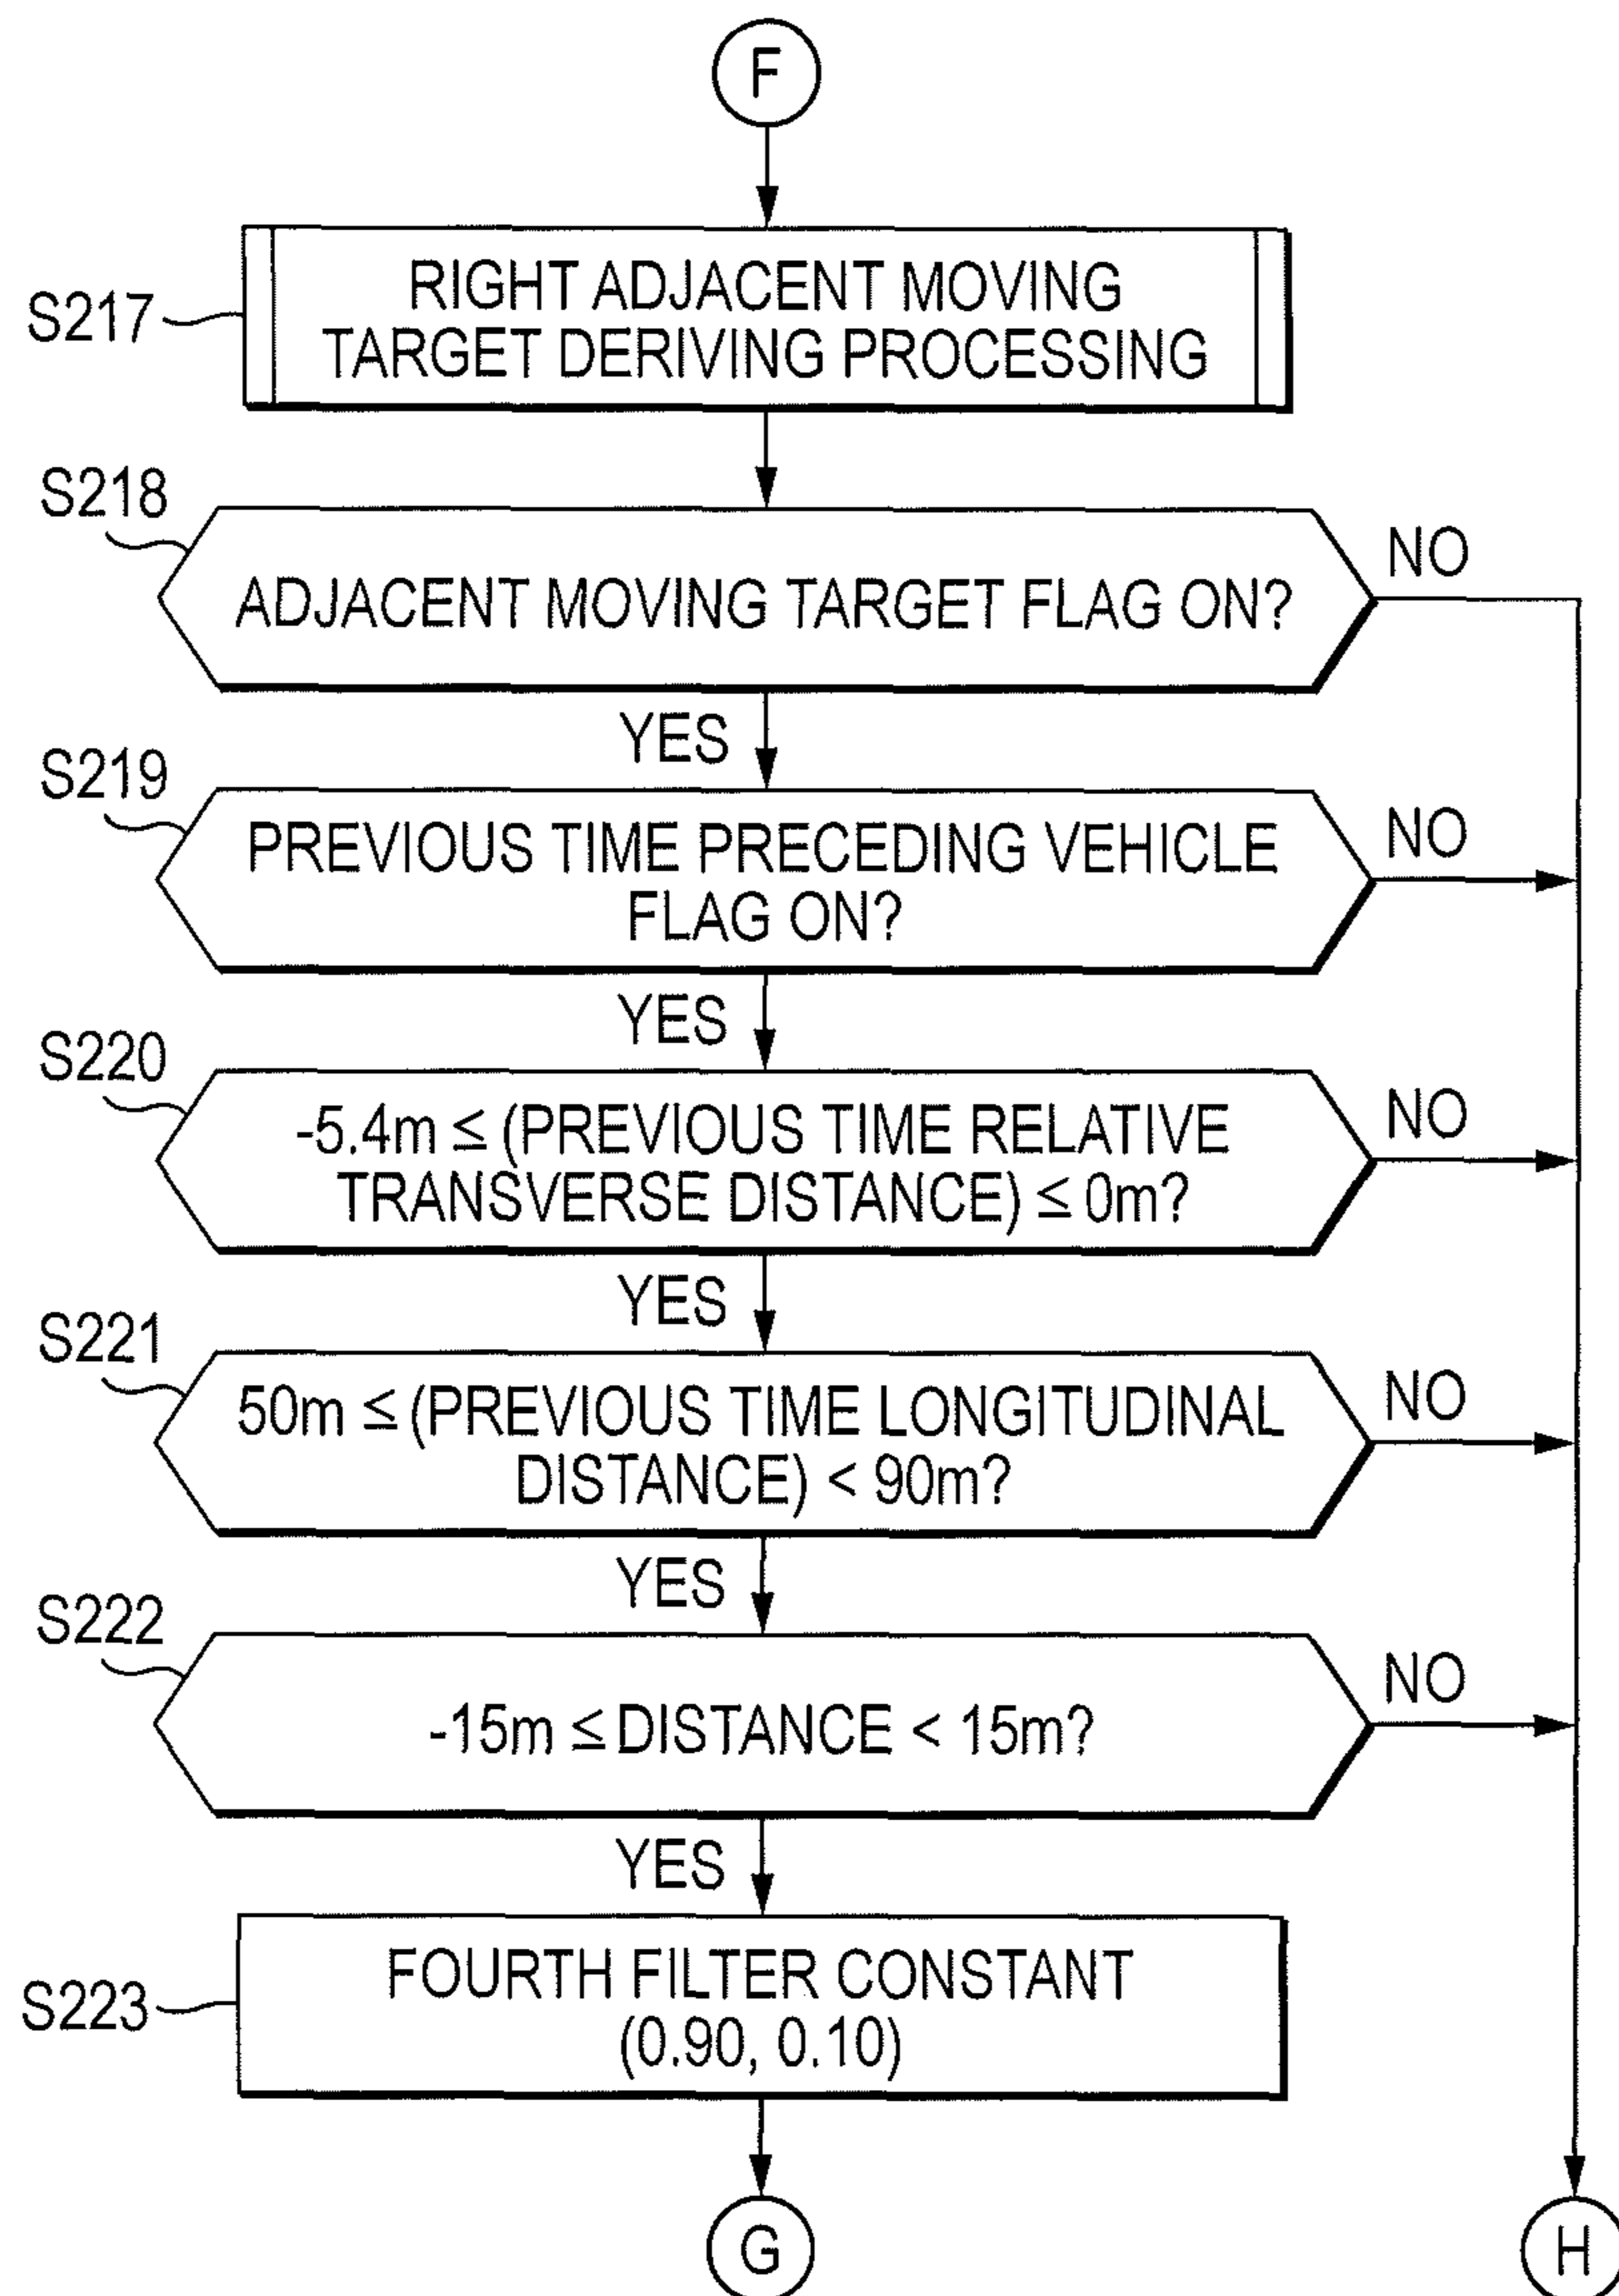 F
S217
RIGHT ADJACENT MOVING
TARGET DERIVING PROCESSING
S218
ADJACENT MOVING TARGET FLAG ON?
NO
YES
S219
PREVIOUS TIME PRECEDING VEHICLE
FLAG ON?
NO
YES
S220
-5.4m ≤ (PREVIOUS TIME RELATIVE
TRANSVERSE DISTANCE) ≤ 0m?
NO
YES
S221
50m ≤ (PREVIOUS TIME LONGITUDINAL
DISTANCE) < 90m?
NO
YES
S222
-15m ≤ DISTANCE < 15m?
NO
YES
S223
FOURTH FILTER CONSTANT
(0.90, 0.10)
G
H